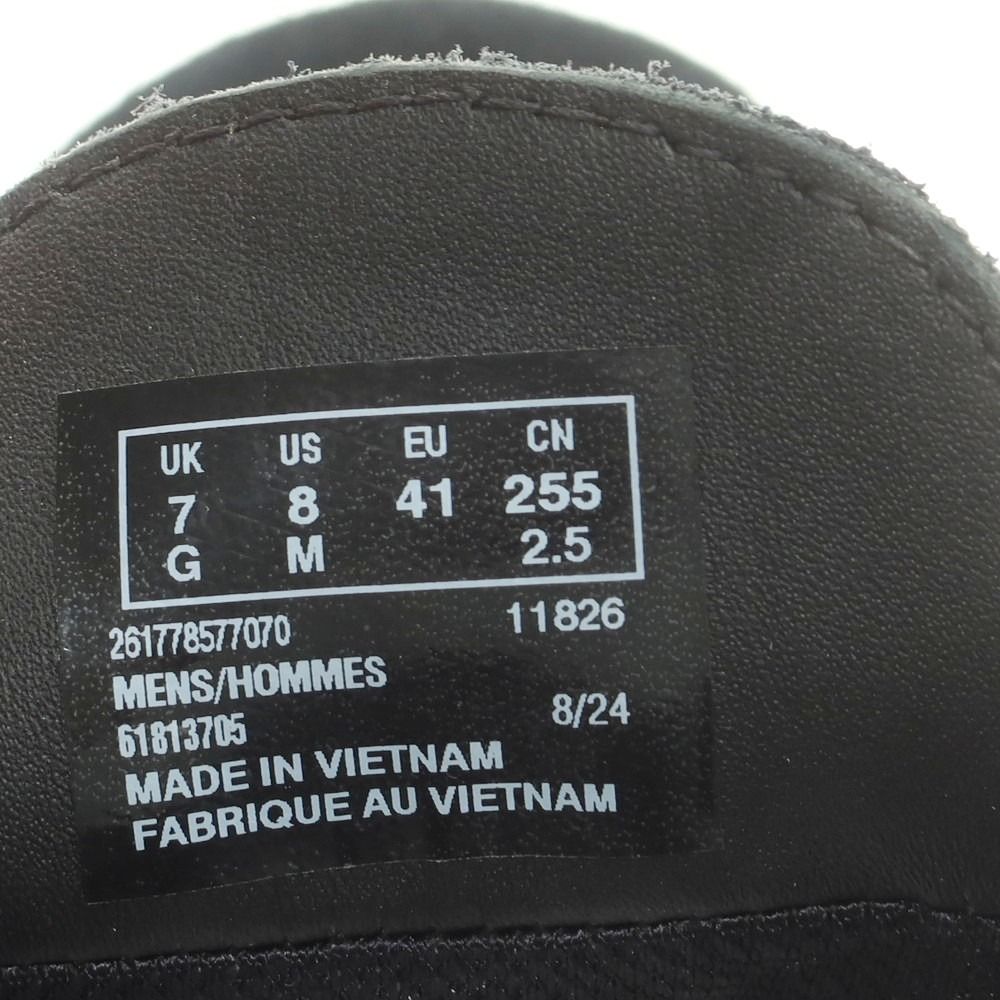 UK US EU CN
7 8 41 255
G M 2.5
261778577070 11826
MENS/HOMMES
61813705 8/24
MADE IN VIETNAM
FABRIQUE AU VIETNAM